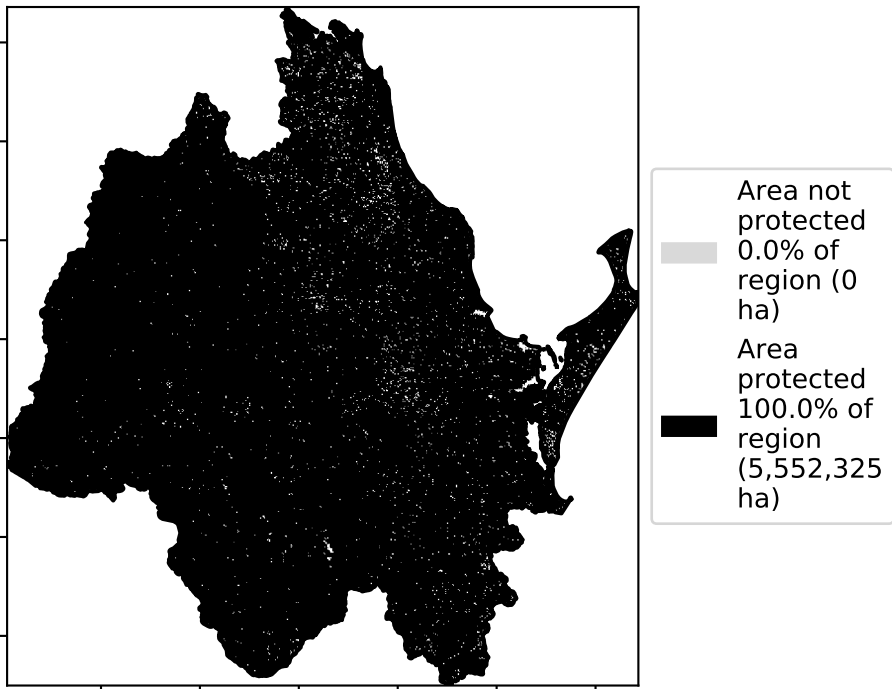 Area not
protected
0.0% of
region (0
ha)
Area
protected
100.0% of
region
(5,552,325
ha)